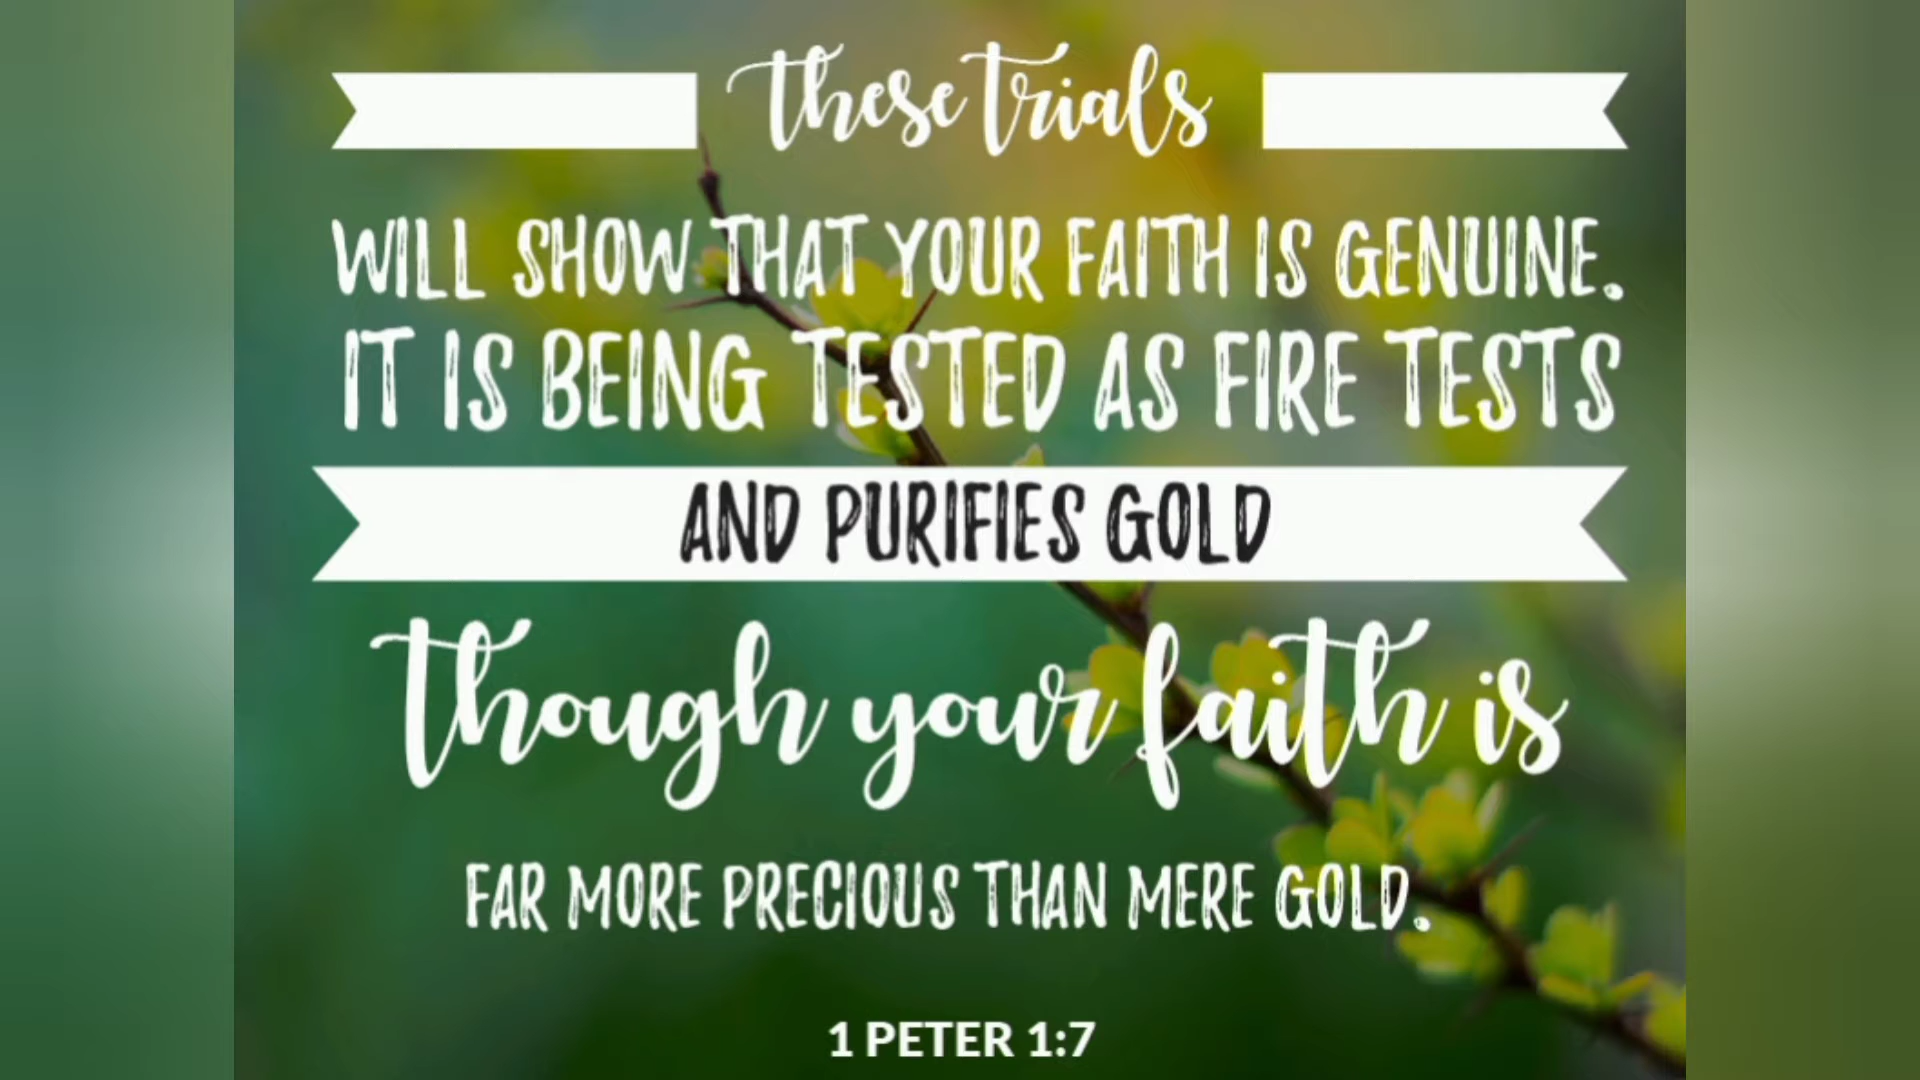 these trials
WILL SHOW THAT YOUR FAITH IS GENUINE.
IT IS BEING TESTED AS FIRE TESTS
AND PURIFIES GOLD
though your faith is
FAR MORE PRECIOUS THAN MERE GOLD.
1 PETER 1:7